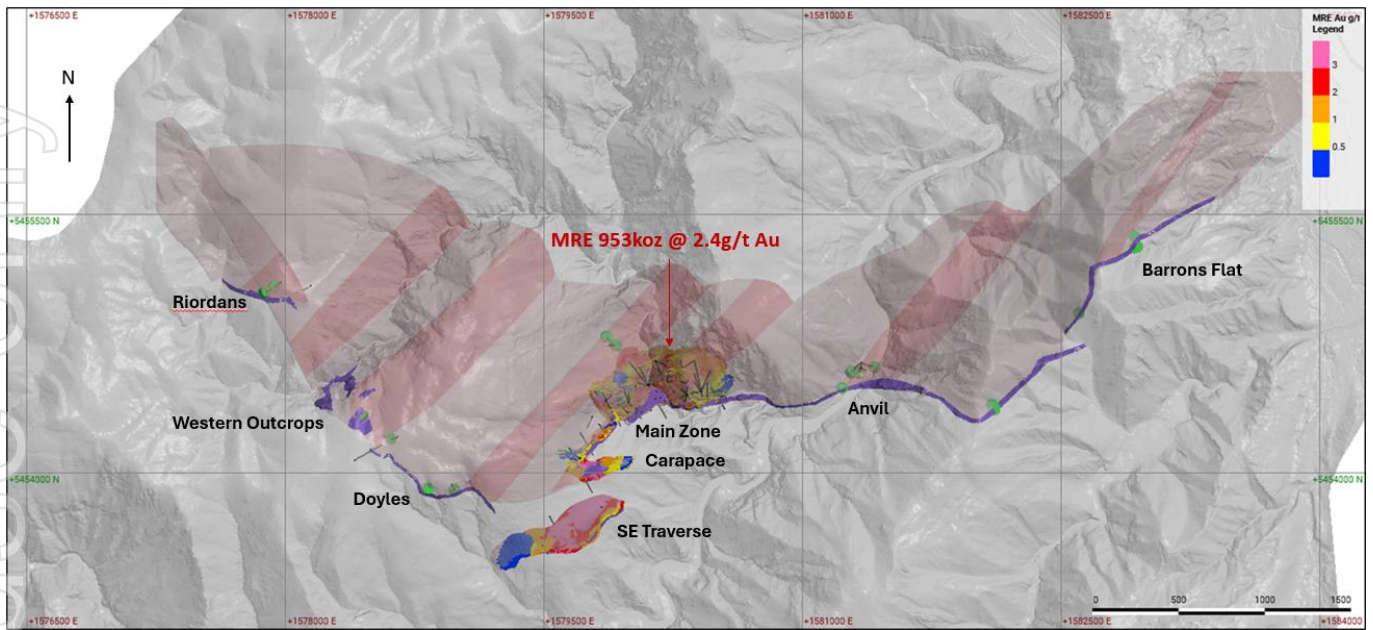 +1576500 E
+1578000 E
+1579500 E
+1581000 E
+1582500 E
MRE Au g/t
Legend
3
2
1
0.5
N
+5455500 N
+5455500 N
MRE 953koz @ 2.4g/t Au
Barrons Flat
Riordans
Anvil
Western Outcrops
Main Zone
Carapace
+5454000 N
+5454000 N
Doyles
SE Traverse
0
500
1000
1500
+1576500 E
+1578000 E
+1579500 E
+1581000 E
+1582500 E
+1584000